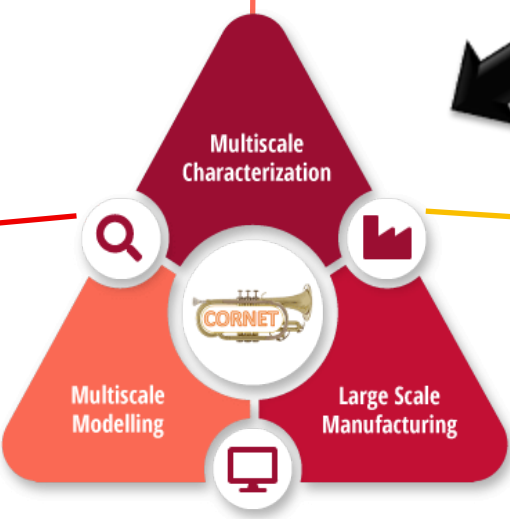 Multiscale
Characterization
CORNET
Multiscale
Modelling
Large Scale
Manufacturing